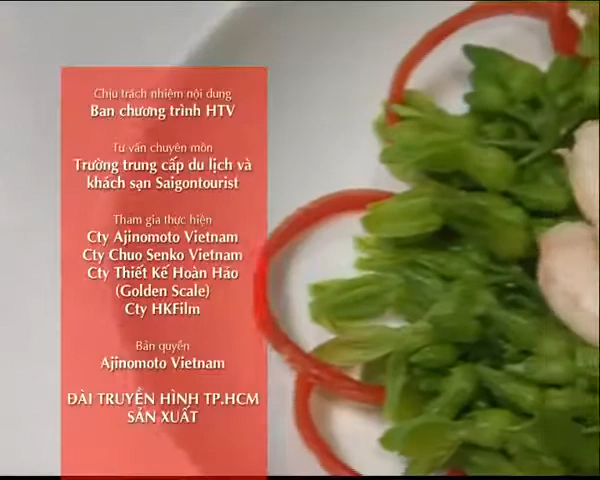 Chịu trách nhiệm nội dung
Ban chương trình HTV
Tư vấn chuyên môn
Trường trung cấp du lịch và
khách sạn Saigontourist
Tham gia thực hiện
Cty Ajinomoto Vietnam
Cty Chuo Senko Vietnam
Cty Thiết Kế Hoàn Hảo
(Golden Scale)
Cty HKFilm
Bản quyền
Ajinomoto Vietnam
ĐÀI TRUYỀN HÌNH TP.HCM
SẢN XUẤT